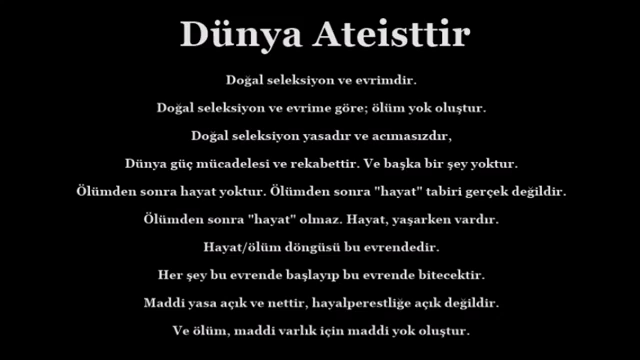 Dünya Ateisttir
Doğal seleksiyon ve evrimdir.
Doğal seleksiyon ve evrime göre; ölüm yok oluştur.
Doğal seleksiyon yasadır ve acımasızdır,
Dünya güç mücadelesi ve rekabettir. Ve başka bir şey yoktur.
Ölümden sonra hayat yoktur. Ölümden sonra "hayat" tabiri gerçek değildir.
Ölümden sonra "hayat" olmaz. Hayat, yaşarken vardır.
Hayat/ölüm döngüsü bu evrendedir.
Her şey bu evrende başlayıp bu evrende bitecektir.
Maddi yasa açık ve nettir, hayalperestliğe açık değildir.
Ve ölüm, maddi varlık için maddi yok oluştur.